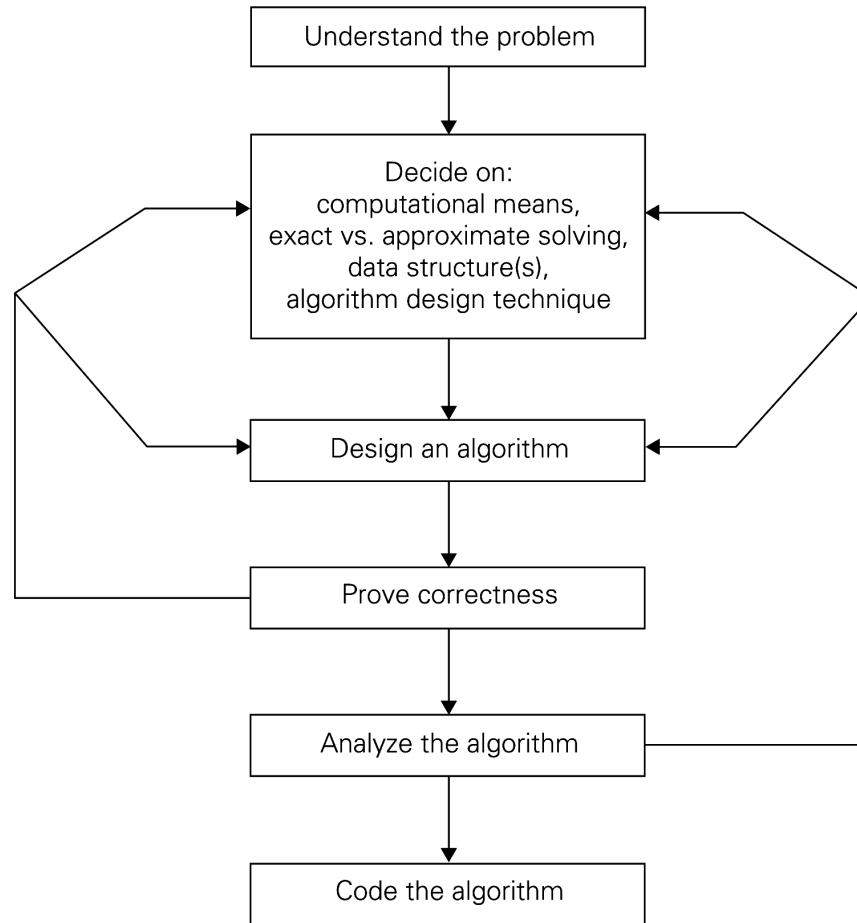 Understand the problem
Decide on:
computational means,
exact vs. approximate solving,
data structure(s),
algorithm design technique
Design an algorithm
Prove correctness
Analyze the algorithm
Code the algorithm